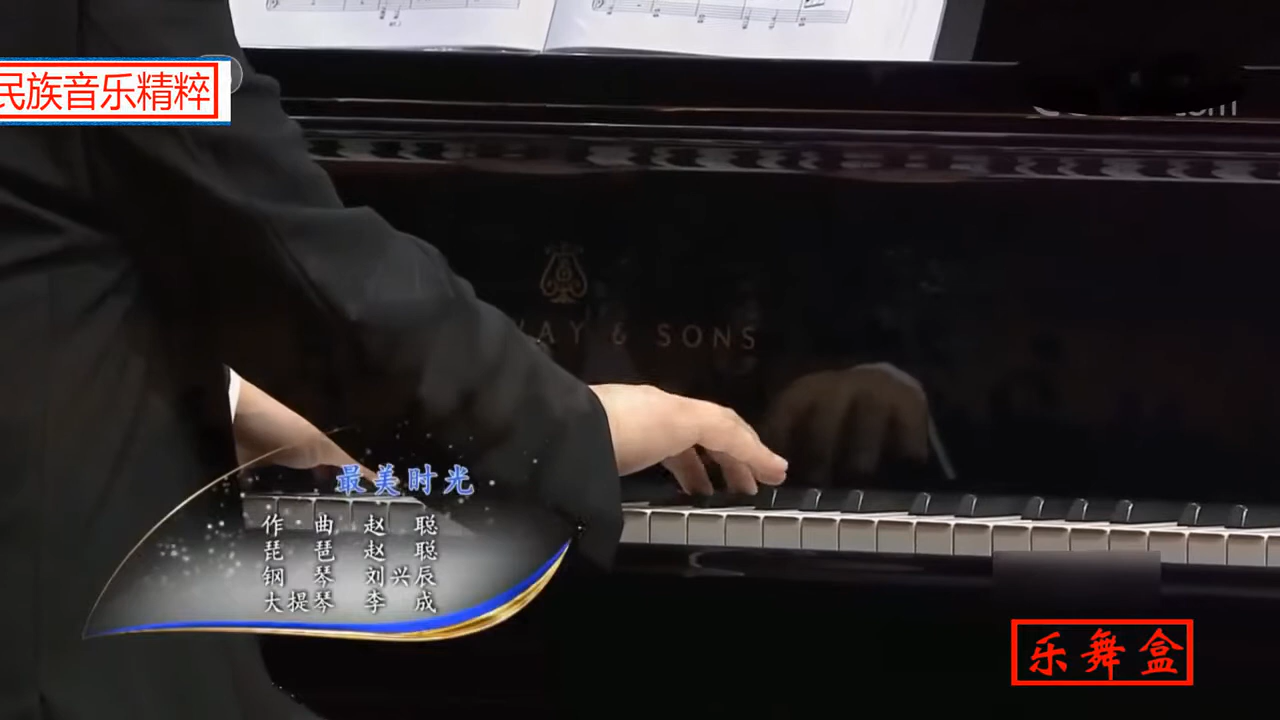 民族音乐精粹
WAY & SONS
最美时光
作 曲 赵 聪
琵 琶 赵 聪
钢 琴 刘兴辰
大提琴 李 成
乐舞盒